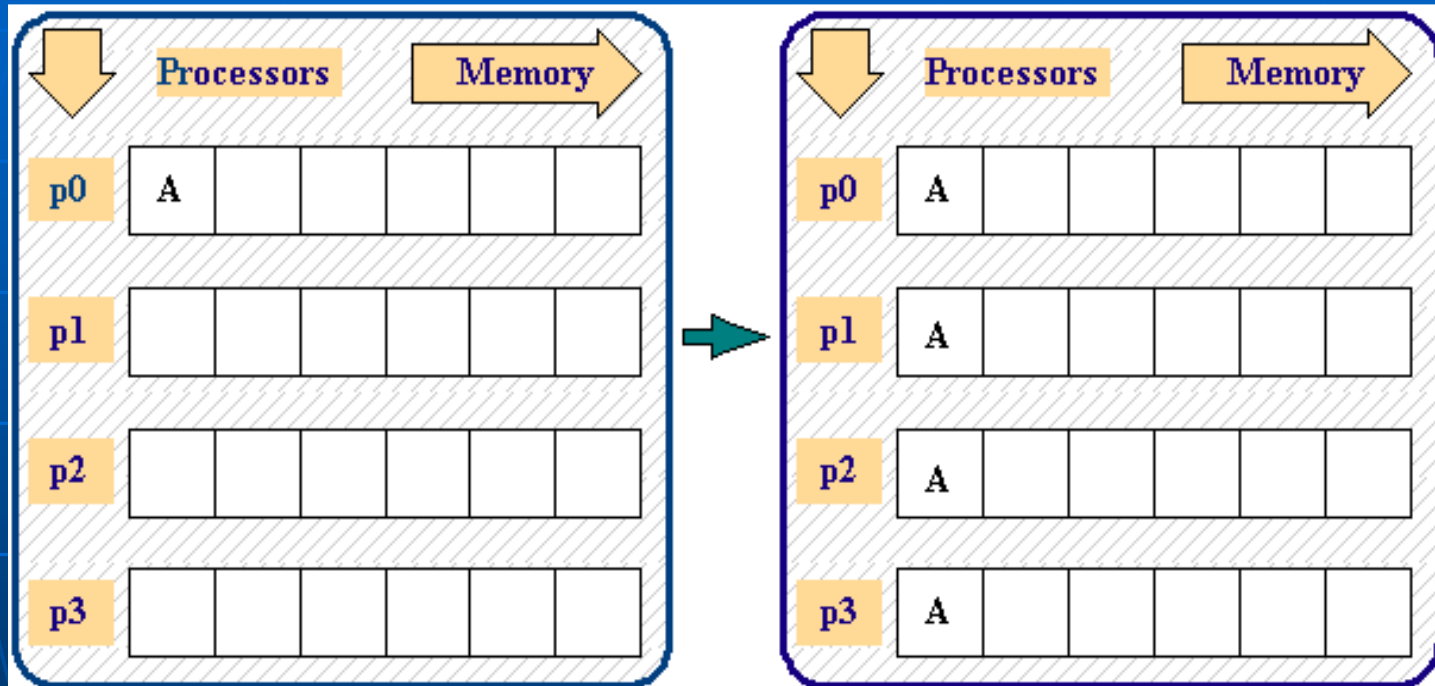 Processors Memory
p0 A
p1
p2
p3
Processors Memory
p0 A
p1 A
p2 A
p3 A